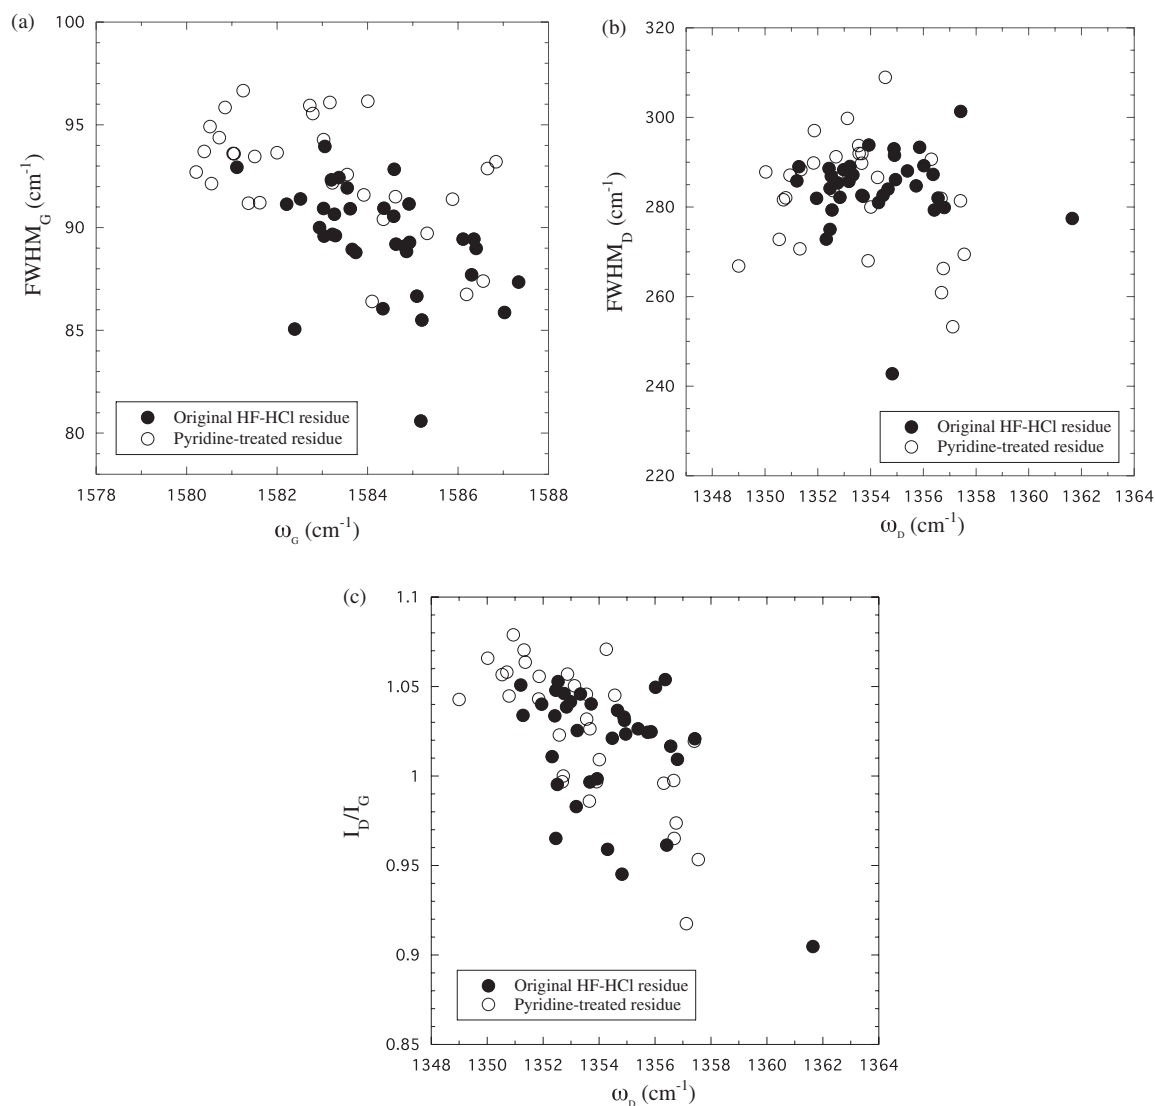 (a)
100
95
90
85
80
FWHM_G (cm⁻¹)
Original HF-HCl residue
Pyridine-treated residue
1578 1580 1582 1584 1586 1588
ω_G (cm⁻¹)
(b)
320
300
280
260
240
220
FWHM_D (cm⁻¹)
Original HF-HCl residue
Pyridine-treated residue
1348 1350 1352 1354 1356 1358 1360 1362 1364
ω_D (cm⁻¹)
(c)
1.1
1.05
1
0.95
0.9
0.85
I_D/I_G
Original HF-HCl residue
Pyridine-treated residue
1348 1350 1352 1354 1356 1358 1360 1362 1364
ω_D (cm⁻¹)